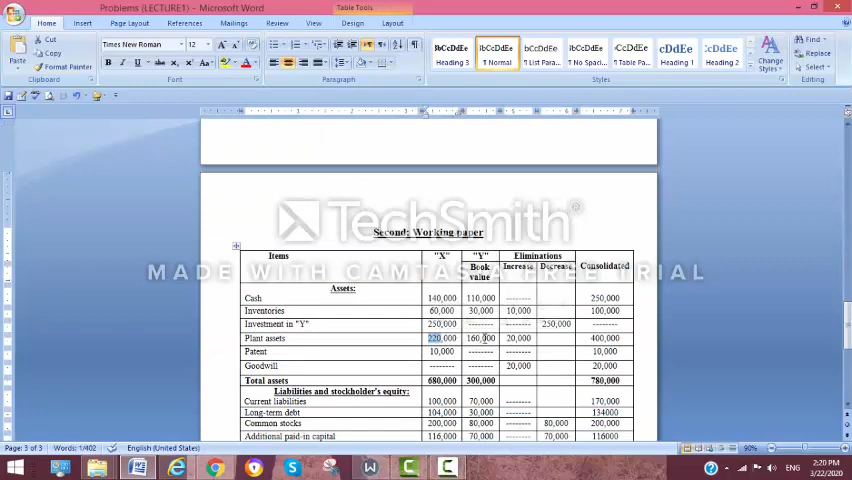 Problems (LECTURE1) - Microsoft Word
Table Tools
Home Insert Page Layout References Mailings Review View Design Layout
Cut
Copy
Format Painter
Paste
Clipboard
Times New Roman 12
Font
Paragraph
AaBbCcDdEe
Heading 3 ¶ Normal ¶ List Para... ¶ No Spaci... ¶ Table Pa... Heading 1 Heading 2
Styles
Change Styles
Find
Replace
Select
Editing
TechSmith
MADE WITH CAMTASIA FREE TRIAL
Second: Working paper
Items "X" "Y" Eliminations Consolidated
Book value Increase Decrease
Assets:
Cash 140,000 110,000 -------- 250,000
Inventories 60,000 30,000 10,000 100,000
Investment in "Y" 250,000 -------- -------- 250,000 --------
Plant assets 220,000 160,000 20,000 400,000
Patent 10,000 -------- -------- 10,000
Goodwill -------- -------- 20,000 20,000
Total assets 680,000 300,000 780,000
Liabilities and stockholder's equity:
Current liabilities 100,000 70,000 -------- 170,000
Long-term debt 104,000 30,000 -------- 134000
Common stocks 200,000 80,000 -------- 80,000 200,000
Additional paid-in capital 116,000 70,000 -------- 70,000 116000
Page: 3 of 3 Words: 1/402 English (United States) 90%
ENG 2:20 PM
3/22/2020